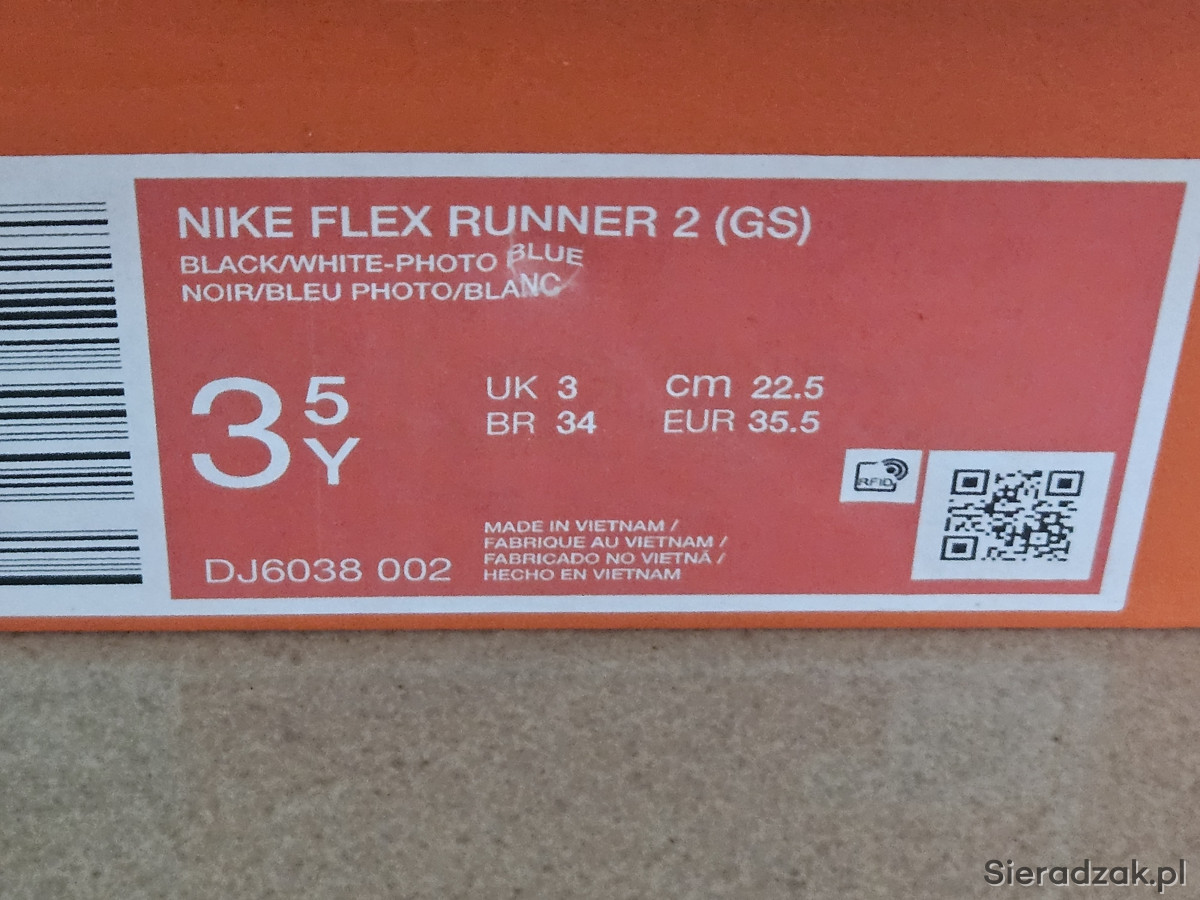 NIKE FLEX RUNNER 2 (GS)
BLACK/WHITE-PHOTO BLUE
NOIR/BLEU PHOTO/BLANC
3 5 Y
UK 3 cm 22.5
BR 34 EUR 35.5
RFID
MADE IN VIETNAM /
FABRIQUE AU VIETNAM /
FABRICADO NO VIETNÁ /
HECHO EN VIETNAM
DJ6038 002
Sieradzak.pl